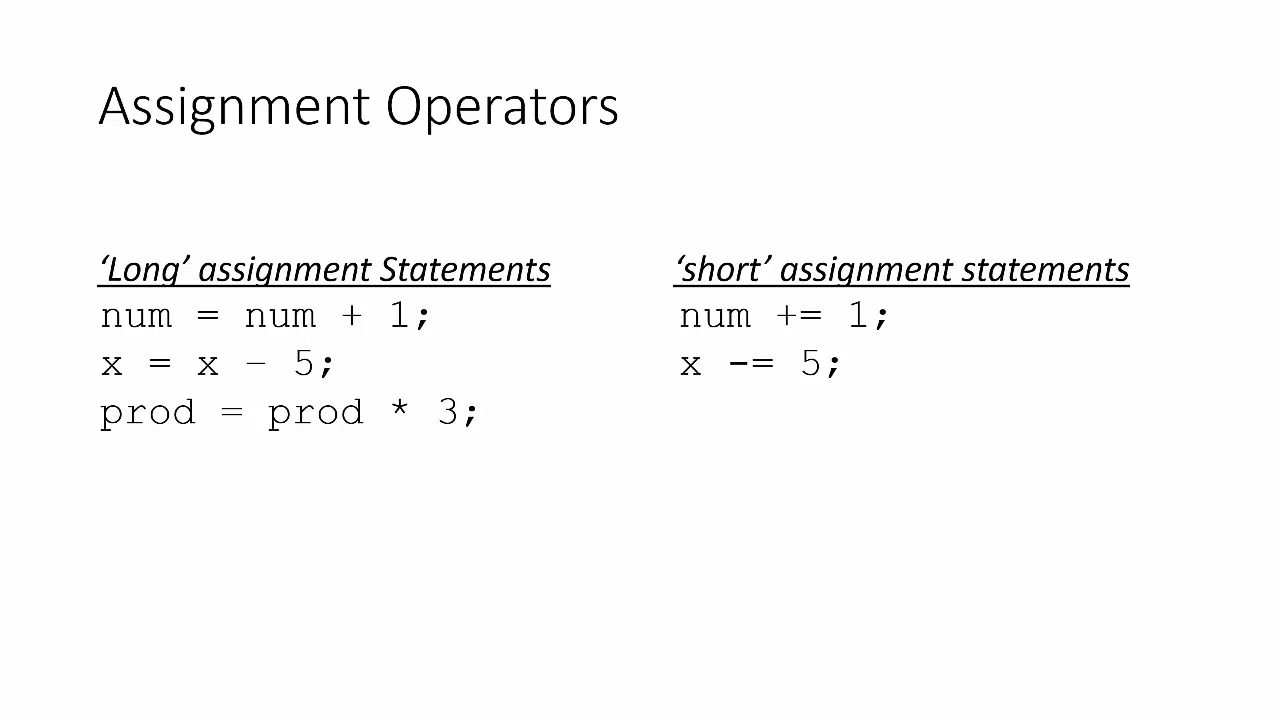 Assignment Operators
‘Long’ assignment Statements
num = num + 1;
x = x – 5;
prod = prod * 3;
‘short’ assignment statements
num += 1;
x -= 5;